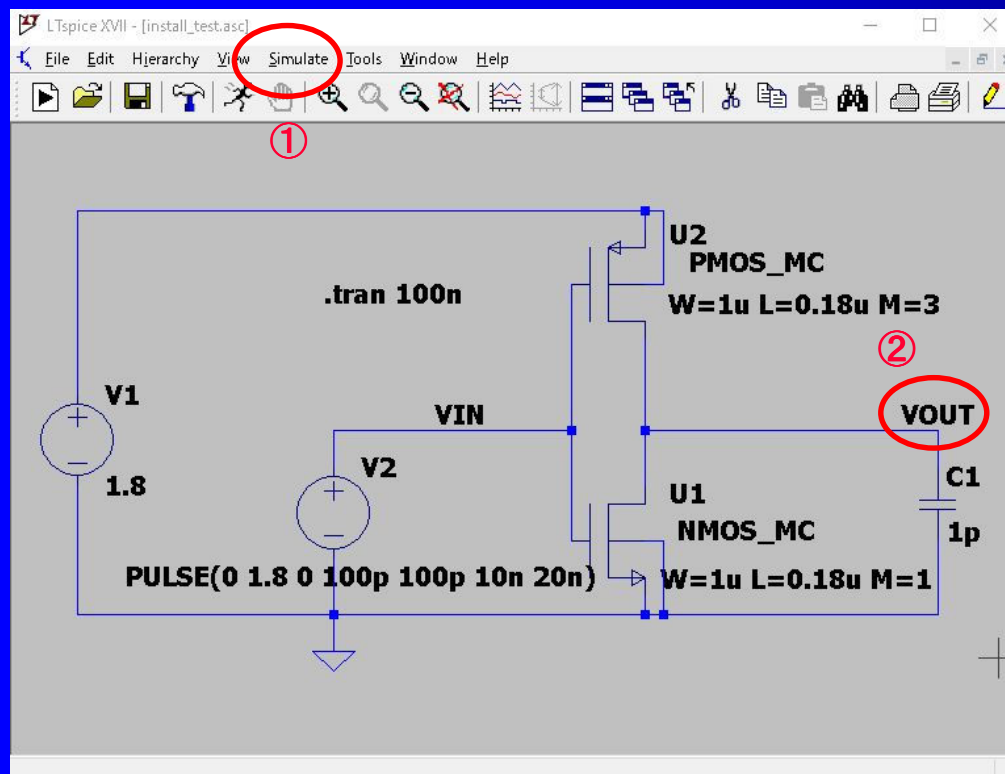 LTspice XVII - [install_test.asc]
File Edit Hierarchy View Simulate Tools Window Help
①
U2
PMOS_MC
.tran 100n
W=1u L=0.18u M=3
②
V1
VIN
VOUT
V2
C1
1.8
U1
NMOS_MC
1p
PULSE(0 1.8 0 100p 100p 10n 20n)
W=1u L=0.18u M=1